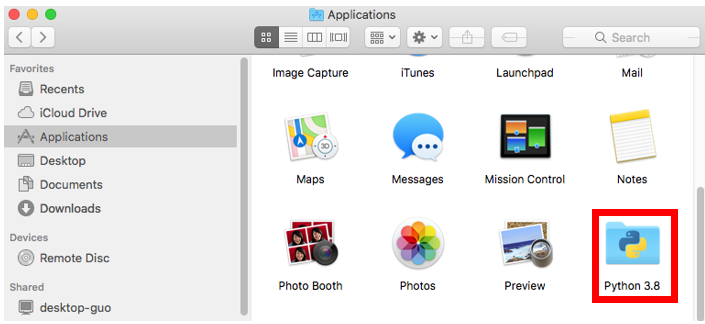 Applications
Search
Favorites
Recents
iCloud Drive
Applications
Desktop
Documents
Downloads
Devices
Remote Disc
Shared
desktop-guo
Image Capture iTunes Launchpad Mail
3D
Maps Messages Mission Control Notes
Photo Booth Photos Preview Python 3.8